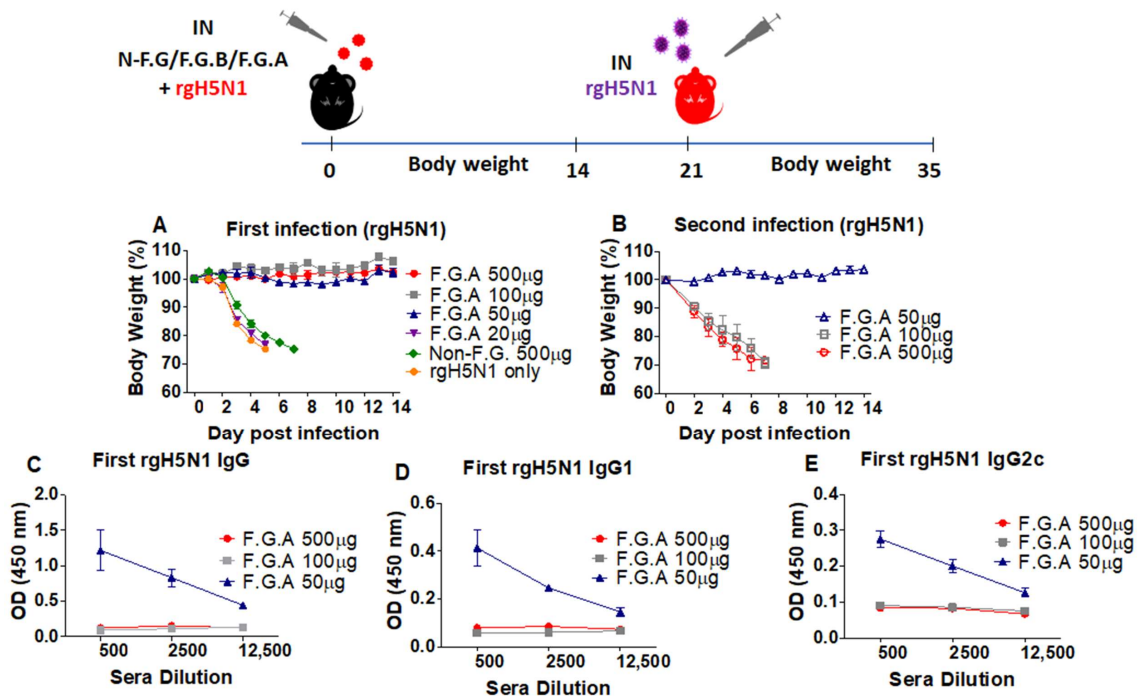 IN
N-F.G/F.G.B/F.G.A
+ rgH5N1
IN
rgH5N1
Body weight
Body weight
0
14
21
35
A
First infection (rgH5N1)
Body Weight (%)
110
100
90
80
70
60
0 2 4 6 8 10 12 14
Day post infection
F.G.A 500µg
F.G.A 100µg
F.G.A 50µg
F.G.A 20µg
Non-F.G. 500µg
rgH5N1 only
B
Second infection (rgH5N1)
Body Weight (%)
110
100
90
80
70
60
0 2 4 6 8 10 12 14
Day post infection
F.G.A 50µg
F.G.A 100µg
F.G.A 500µg
C
First rgH5N1 IgG
OD (450 nm)
2.0
1.5
1.0
0.5
0.0
500 2500 12,500
Sera Dilution
F.G.A 500µg
F.G.A 100µg
F.G.A 50µg
D
First rgH5N1 IgG1
OD (450 nm)
0.6
0.4
0.2
0.0
500 2500 12,500
Sera Dilution
F.G.A 500µg
F.G.A 100µg
F.G.A 50µg
E
First rgH5N1 IgG2c
OD (450 nm)
0.4
0.3
0.2
0.1
0.0
500 2500 12,500
Sera Dilution
F.G.A 500µg
F.G.A 100µg
F.G.A 50µg